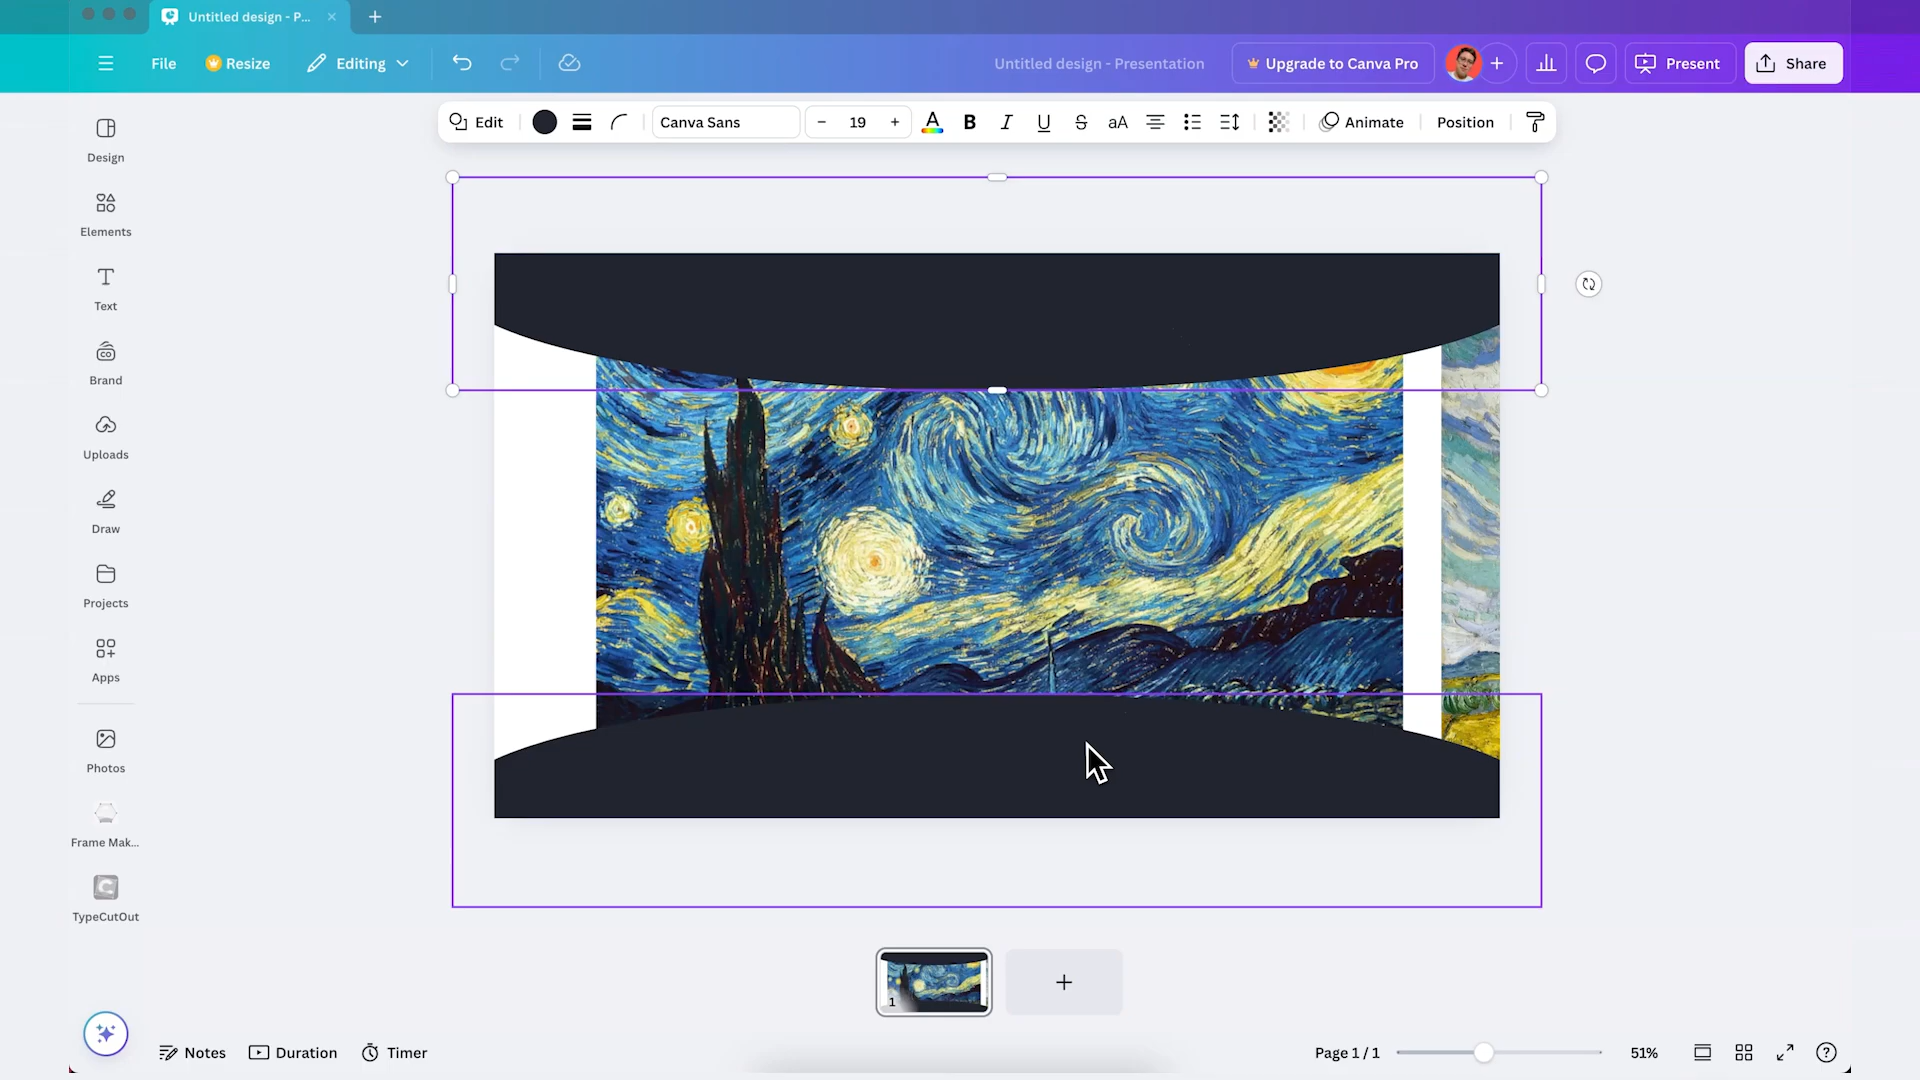 Untitled design - P...
File
Resize
Editing
Untitled design - Presentation
Upgrade to Canva Pro
Present
Share
Edit
Canva Sans
19
A
B
I
U
S
aA
Animate
Position
Design
Elements
Text
Brand
Uploads
Draw
Projects
Apps
Photos
Frame Mak...
TypeCutOut
1
Notes
Duration
Timer
Page 1 / 1
51%